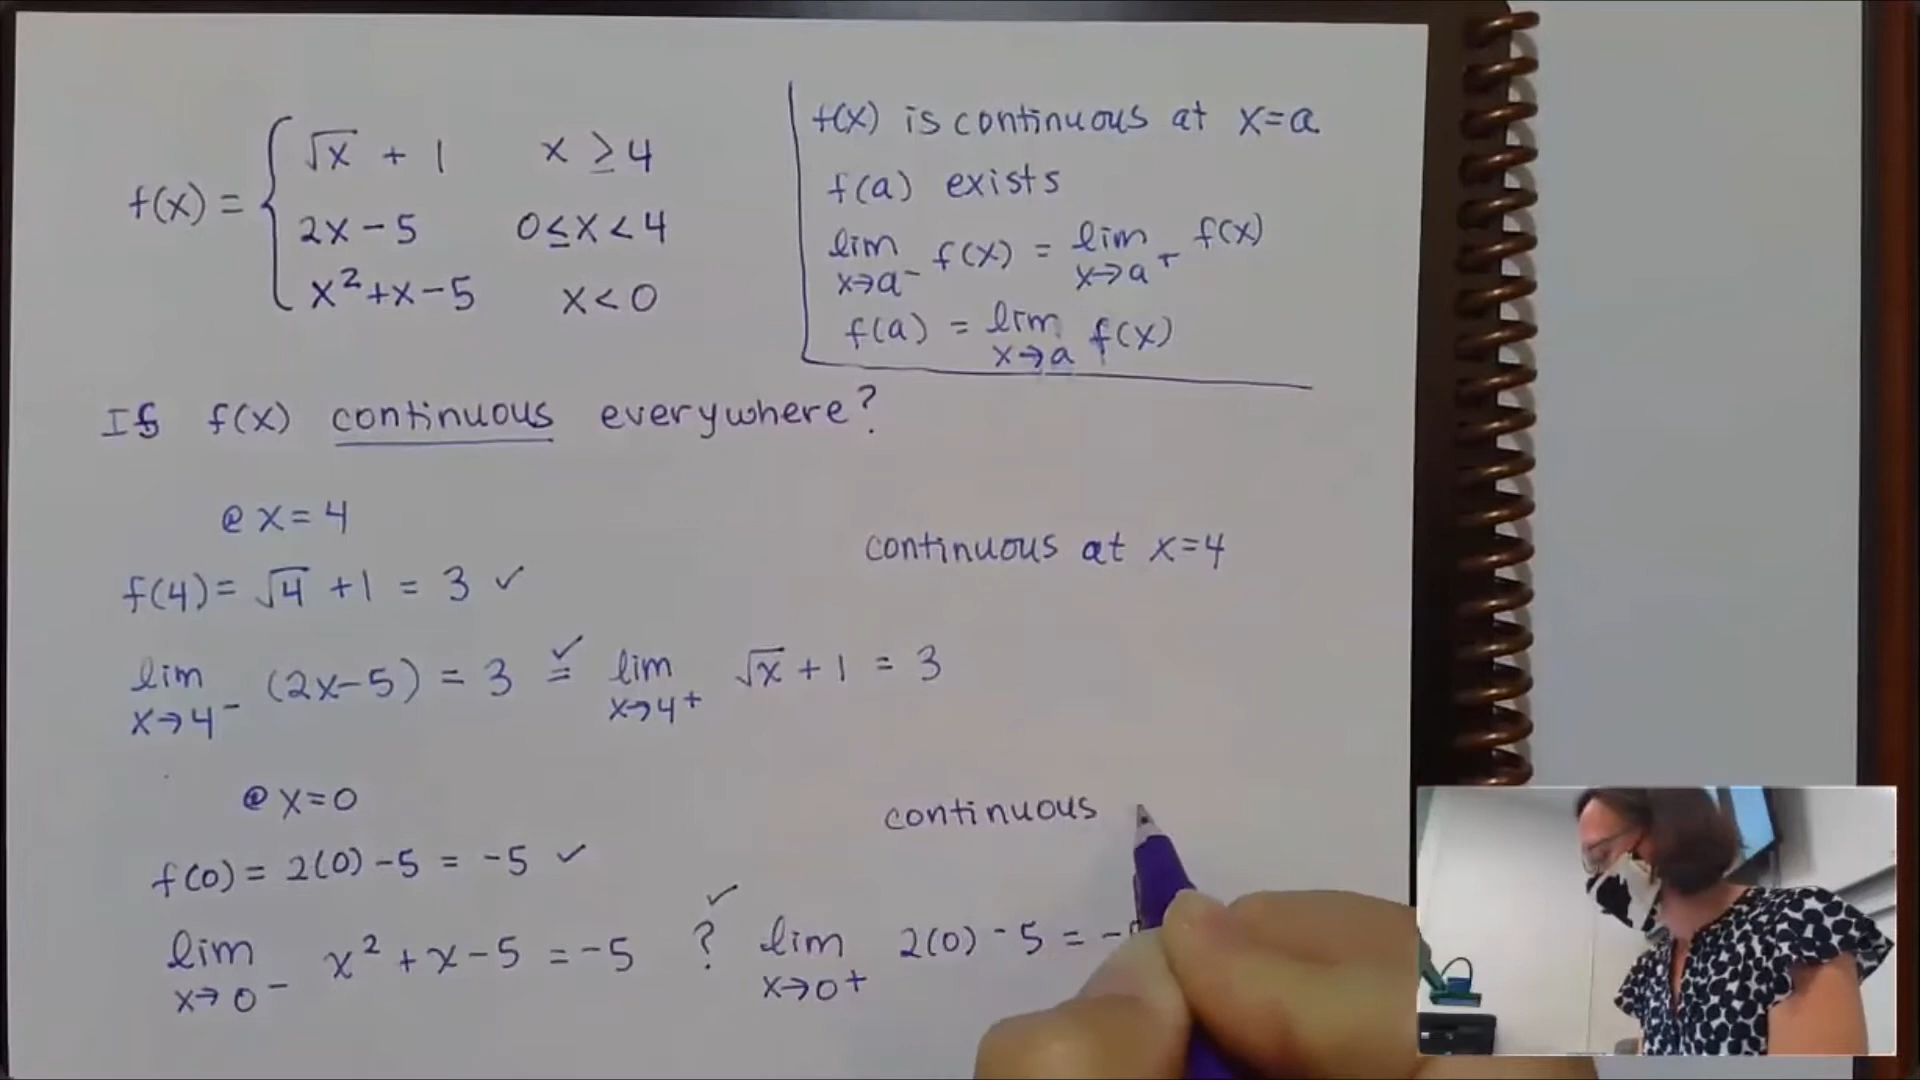 f(x) = { √x + 1 x ≥ 4
2x - 5 0 ≤ x < 4
x² + x - 5 x < 0
f(x) is continuous at x = a
f(a) exists
lim x→a⁻ f(x) = lim x→a⁺ f(x)
f(a) = lim x→a f(x)
If f(x) continuous everywhere?
@ x = 4
continuous at x = 4
f(4) = √4 + 1 = 3 ✓
lim x→4⁻ (2x - 5) = 3 =✓ lim x→4⁺ √x + 1 = 3
@ x = 0
continuous
f(0) = 2(0) - 5 = -5 ✓
lim x→0⁻ x² + x - 5 = -5 ?✓ lim x→0⁺ 2(0) - 5 = -